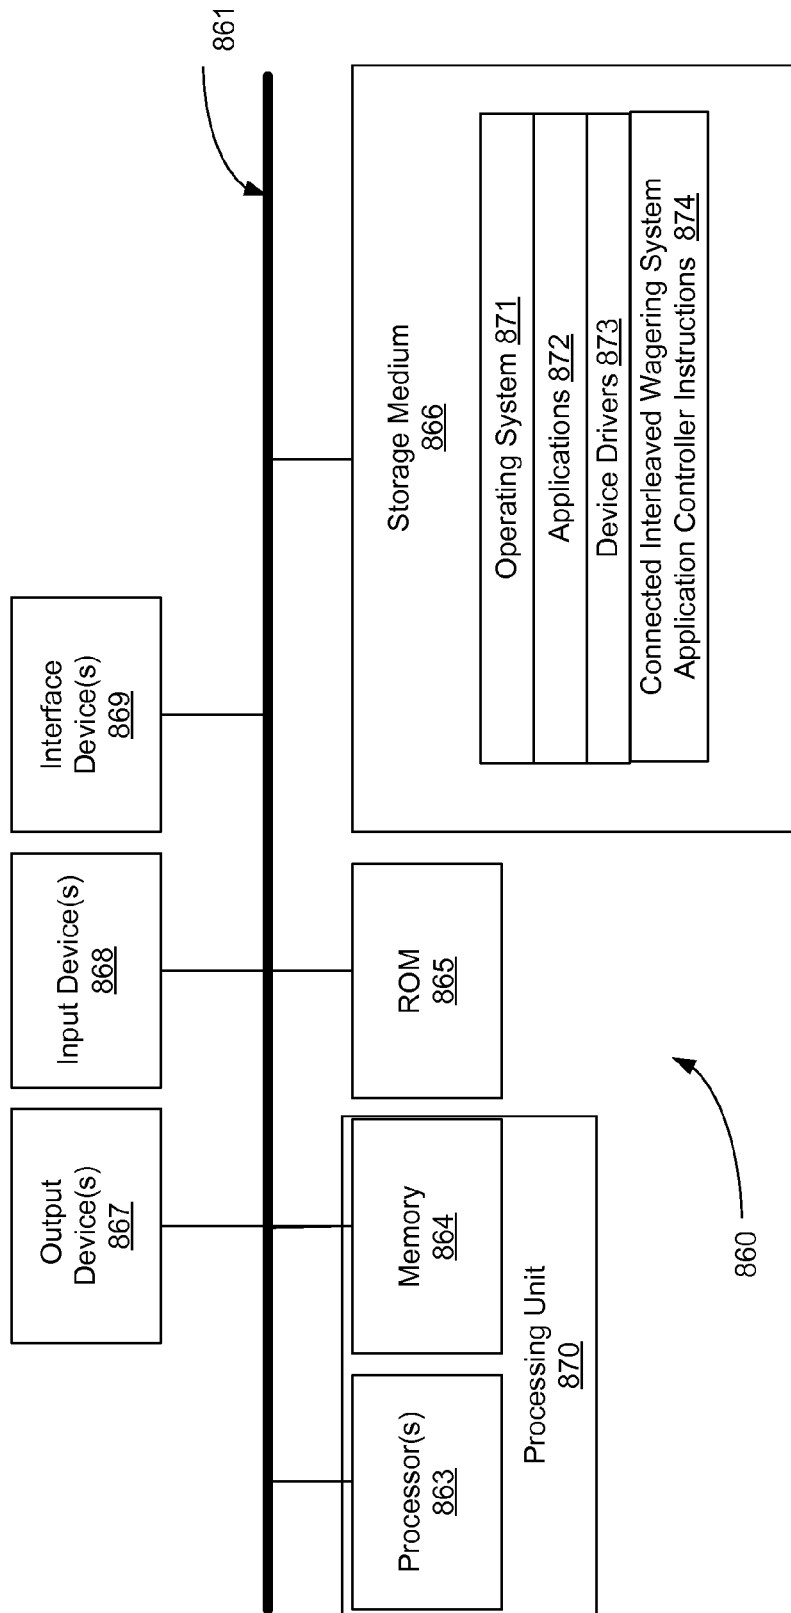 861
Output
Device(s)
867
Input Device(s)
868
Interface
Device(s)
869
Processor(s)
863
Memory
864
Processing Unit
870
ROM
865
Storage Medium
866
Operating System 871
Applications 872
Device Drivers 873
Connected Interleaved Wagering System
Application Controller Instructions 874
860